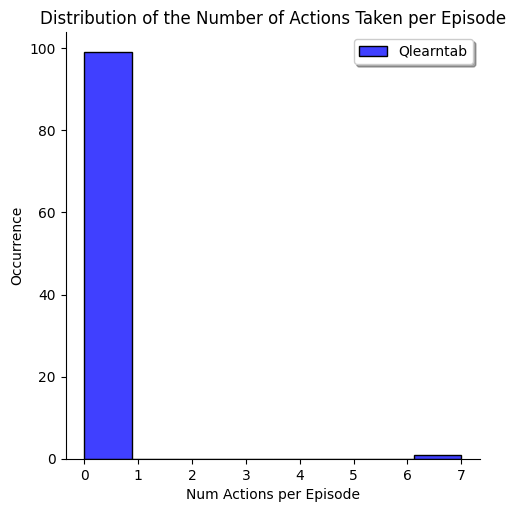 Distribution of the Number of Actions Taken per Episode
Qlearntab
100
80
60
40
20
0
Occurrence
0 1 2 3 4 5 6 7
Num Actions per Episode